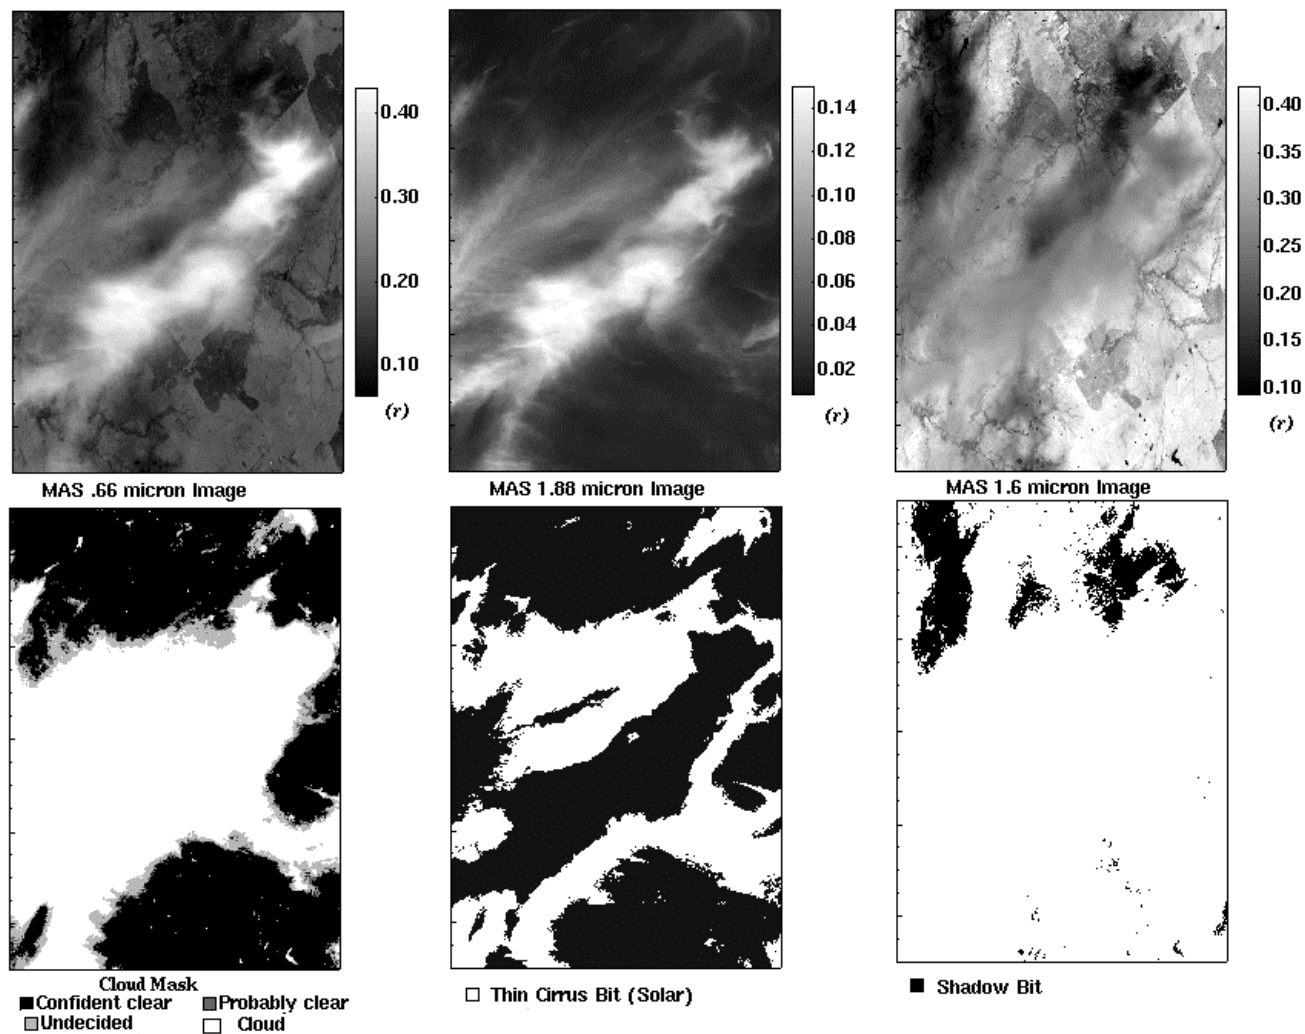 0.40
0.30
0.20
0.10
(r)
0.14
0.12
0.10
0.08
0.06
0.04
0.02
(r)
0.40
0.35
0.30
0.25
0.20
0.15
0.10
(r)
MAS .66 micron Image
MAS 1.88 micron Image
MAS 1.6 micron Image
Cloud Mask
Confident clear
Probably clear
Undecided
Cloud
Thin Cirrus Bit (Solar)
Shadow Bit